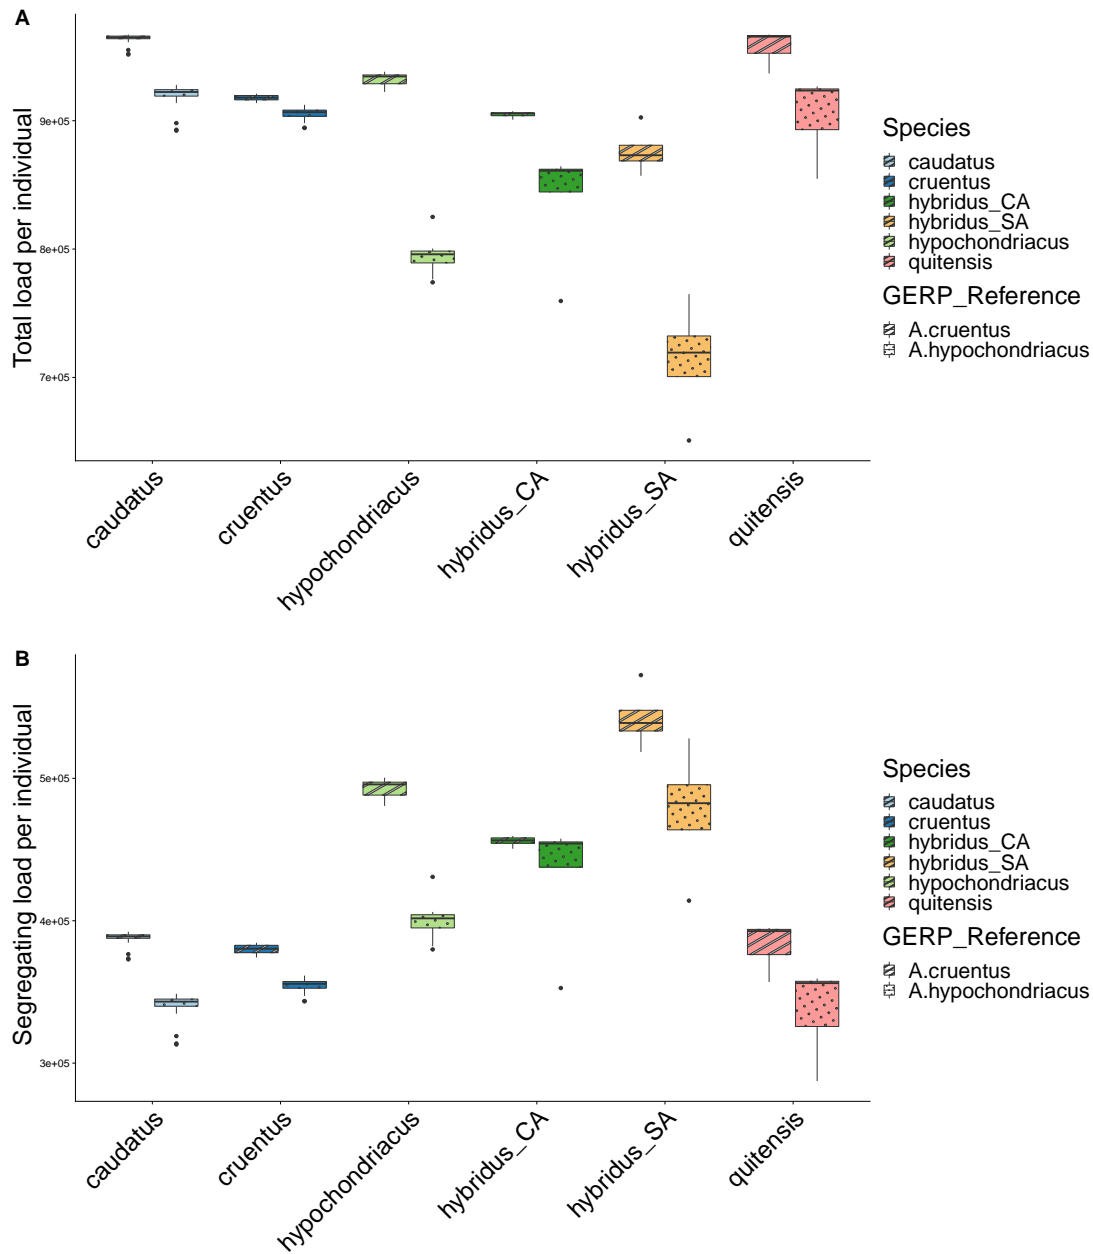 A
Total load per individual
9e+05
8e+05
7e+05
caudatus
cruentus
hypochondriacus
hybridus_CA
hybridus_SA
quitensis
Species
caudatus
cruentus
hybridus_CA
hybridus_SA
hypochondriacus
quitensis
GERP_Reference
A.cruentus
A.hypochondriacus
B
Segregating load per individual
5e+05
4e+05
3e+05
caudatus
cruentus
hypochondriacus
hybridus_CA
hybridus_SA
quitensis
Species
caudatus
cruentus
hybridus_CA
hybridus_SA
hypochondriacus
quitensis
GERP_Reference
A.cruentus
A.hypochondriacus